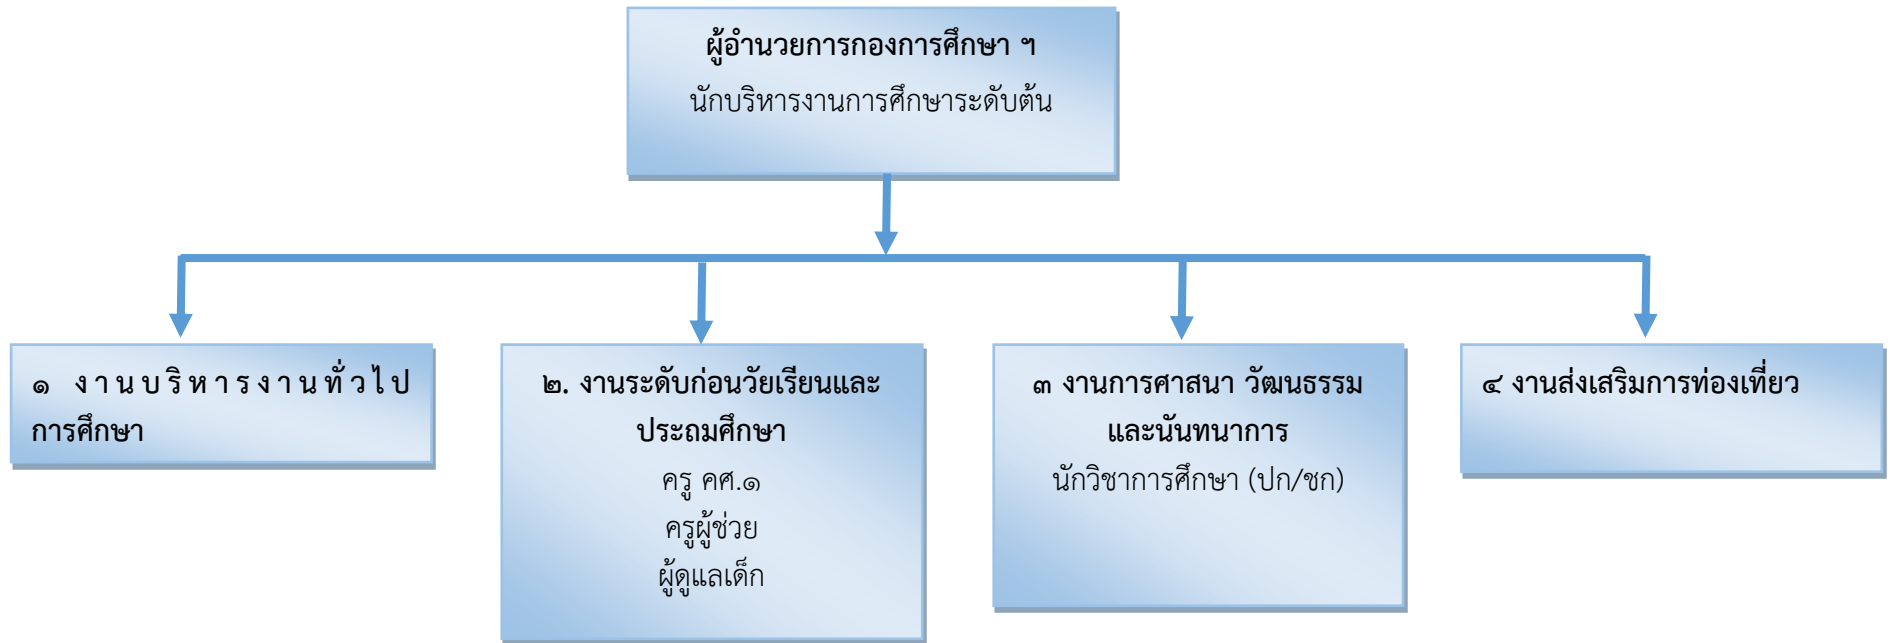 ผู้อำนวยการกองการศึกษา ฯ
นักบริหารงานการศึกษาระดับต้น
๑ งานบริหารงานทั่วไป
การศึกษา
๒. งานระดับก่อนวัยเรียนและ
ประถมศึกษา
ครู คศ.๑
ครูผู้ช่วย
ผู้ดูแลเด็ก
๓ งานการศาสนา วัฒนธรรม
และนันทนาการ
นักวิชาการศึกษา (ปก/ชก)
๔ งานส่งเสริมการท่องเที่ยว